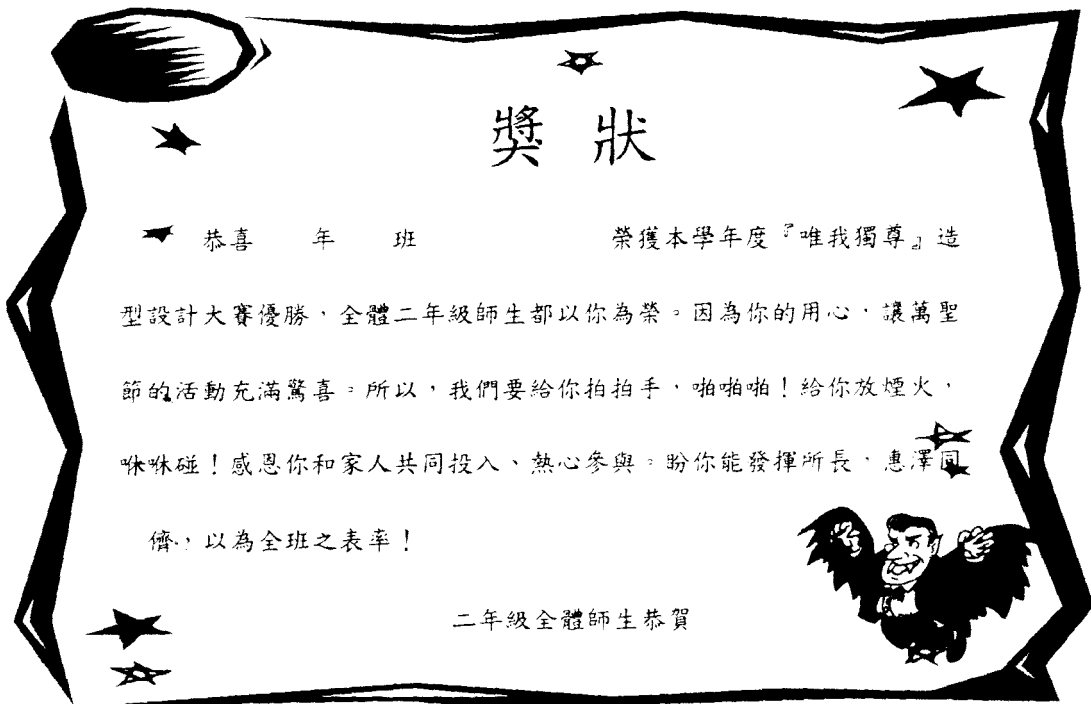 獎 狀
恭喜　　年　　班　　　　　　　榮獲本學年度『唯我獨尊』造
型設計大賽優勝，全體二年級師生都以你為榮。因為你的用心，讓萬聖
節的活動充滿驚喜。所以，我們要給你拍拍手，啪啪啪！給你放煙火，
咻咻碰！感恩你和家人共同投入、熱心參與。盼你能發揮所長，惠澤同
儕，以為全班之表率！
二年級全體師生恭賀